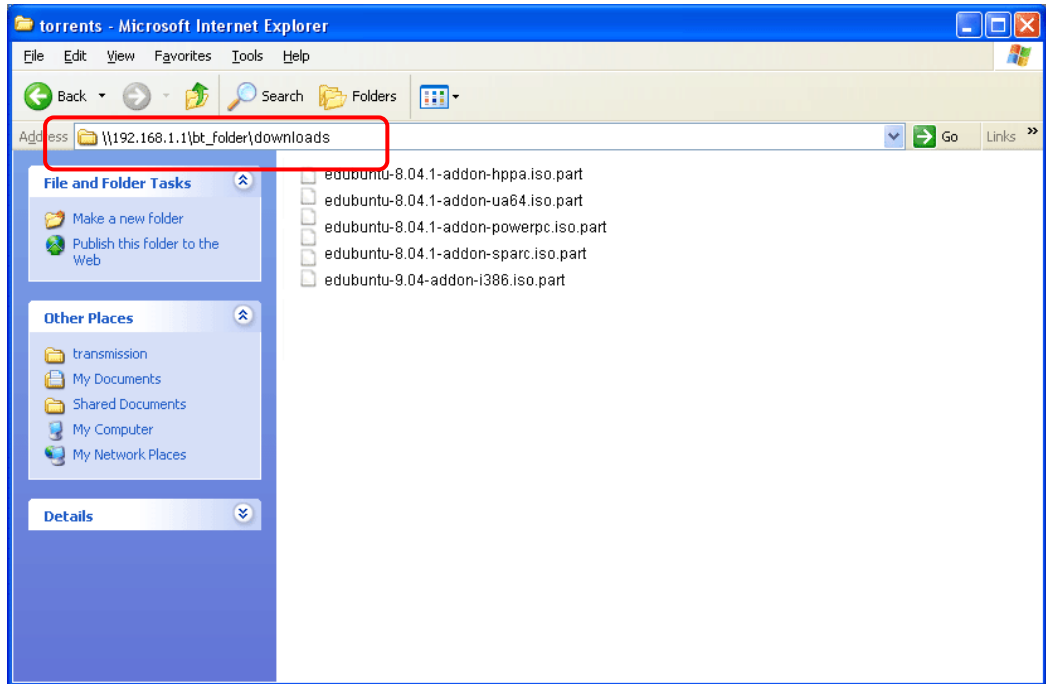 torrents - Microsoft Internet Explorer
File Edit View Favorites Tools Help
Back Search Folders
Address \\192.168.1.1\bt_folder\downloads Go Links »
File and Folder Tasks
Make a new folder
Publish this folder to the
Web
Other Places
transmission
My Documents
Shared Documents
My Computer
My Network Places
Details
edubuntu-8.04.1-addon-hppa.iso.part
edubuntu-8.04.1-addon-ua64.iso.part
edubuntu-8.04.1-addon-powerpc.iso.part
edubuntu-8.04.1-addon-sparc.iso.part
edubuntu-9.04-addon-i386.iso.part